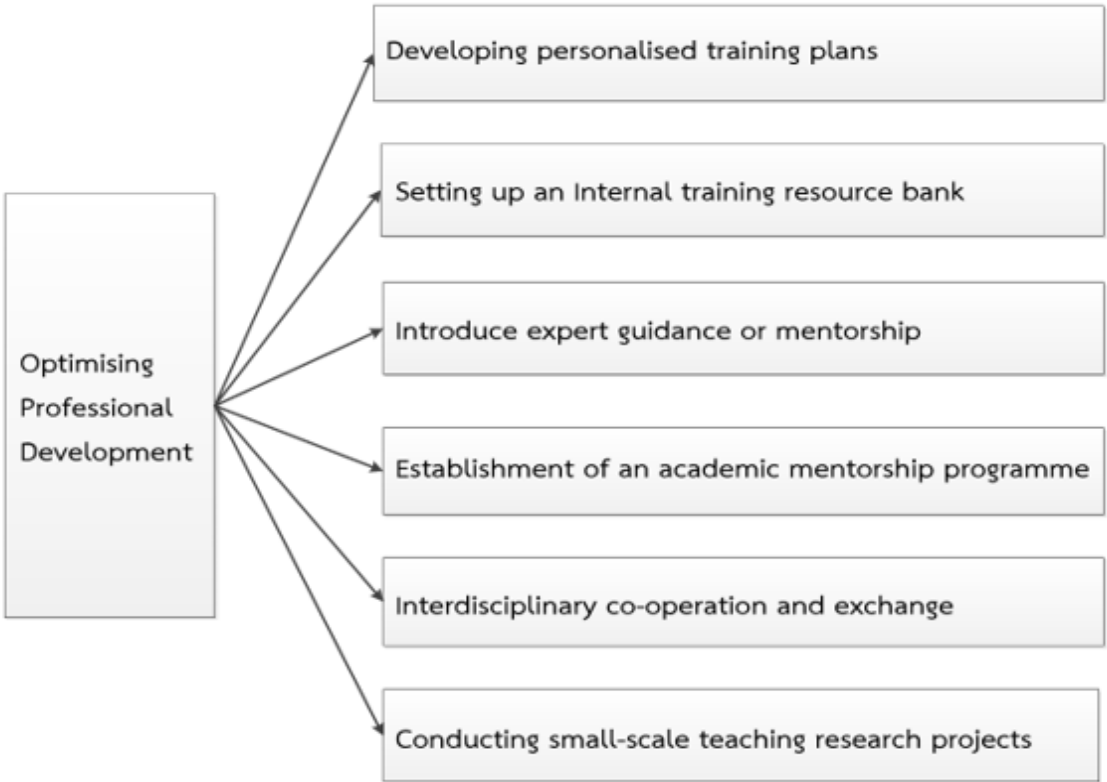 Developing personalised training plans
Setting up an Internal training resource bank
Introduce expert guidance or mentorship
Optimising
Professional
Development
Establishment of an academic mentorship programme
Interdisciplinary co-operation and exchange
Conducting small-scale teaching research projects